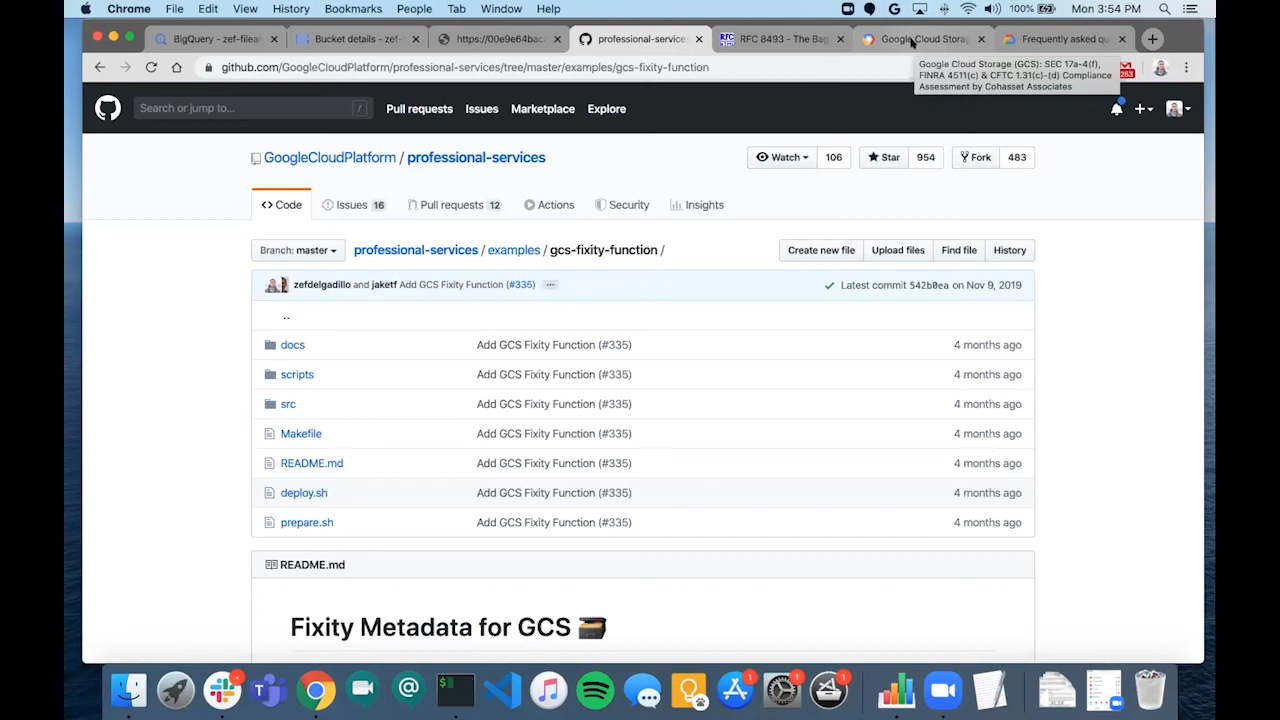 Chrome File Edit View History Bookmarks People Tab Window Help 100% Mon 3:54 PM
BigQuery - zef-filear
Bucket details - zef-
https://00e9e64bac
professional-services
RFC 8493 - The Bag
Google Cloud Stora
Frequently asked qu
github.com/GoogleCloudPlatform/professional-services/tree/master/examples/gcs-fixity-function
253
Google Cloud Storage (GCS): SEC 17a-4(f),
FINRA 4511(c) & CFTC 1.31(c)-(d) Compliance
Assessment by Cohasset Associates
Search or jump to... / Pull requests Issues Marketplace Explore
GoogleCloudPlatform / professional-services Watch 106 Star 954 Fork 483
Code Issues 16 Pull requests 12 Actions Security Insights
Branch: master professional-services / examples / gcs-fixity-function / Create new file Upload files Find file History
zefdelgadillo and jaketf Add GCS Fixity Function (#335) ... Latest commit 542b0ea on Nov 9, 2019
..
docs Add GCS Fixity Function (#335) 4 months ago
scripts Add GCS Fixity Function (#335) 4 months ago
src Add GCS Fixity Function (#335) 4 months ago
Makefile Add GCS Fixity Function (#335) 4 months ago
README.md Add GCS Fixity Function (#335) 4 months ago
deploy.sh Add GCS Fixity Function (#335) 4 months ago
prepare.sh Add GCS Fixity Function (#335) 4 months ago
README.md
Fixity Metadata for GCS
1
1